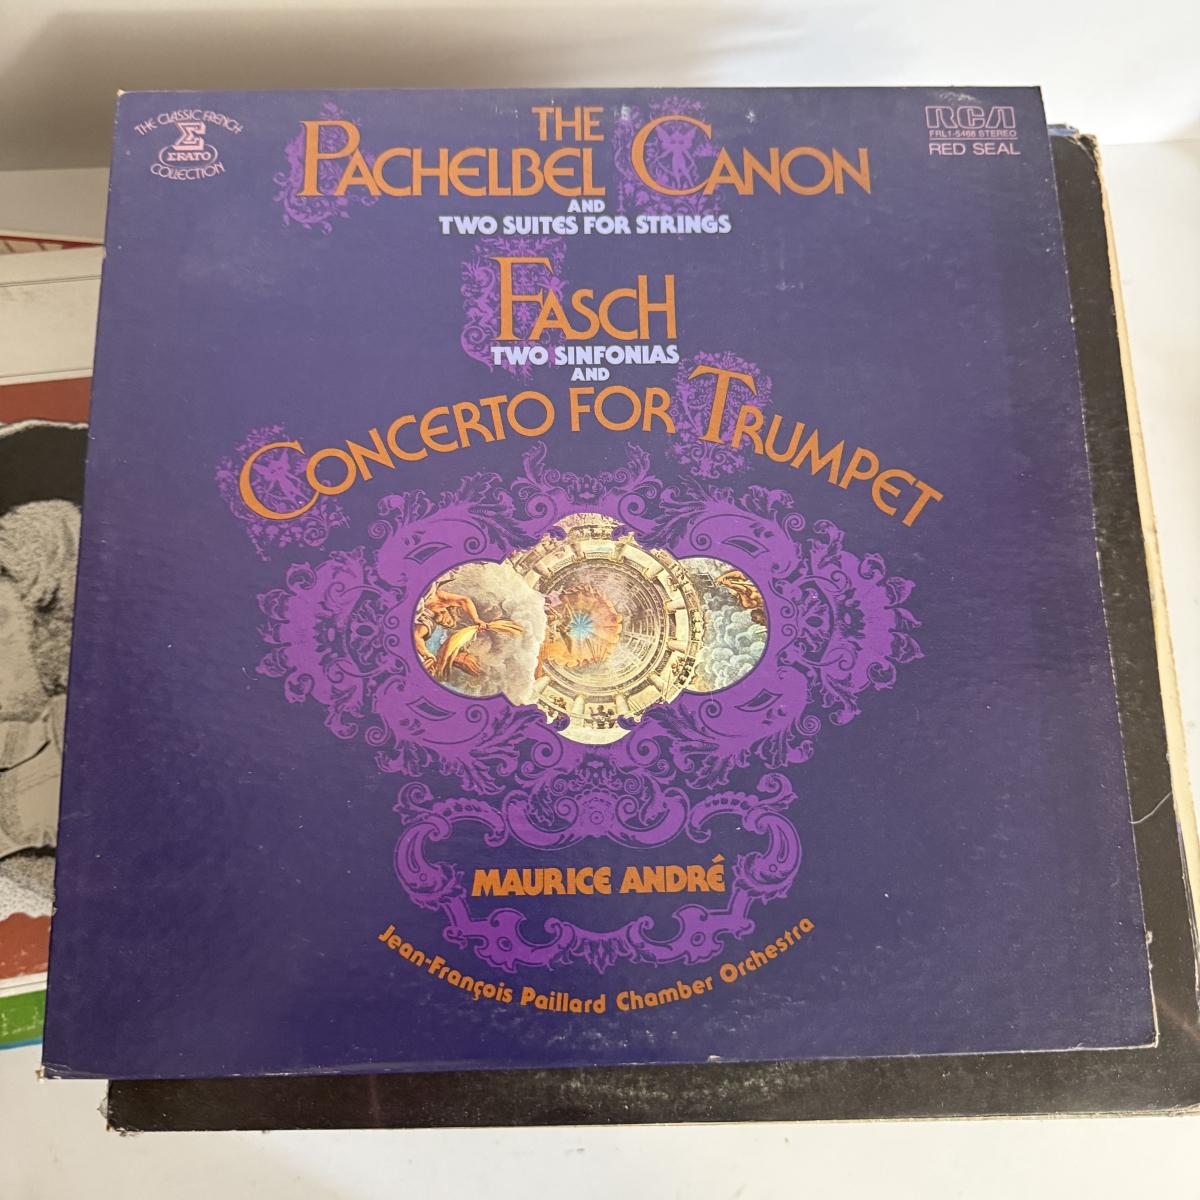 THE CLASSIC FRENCH
Σ
ERATO
COLLECTION
RCA
FRL1-5468 STEREO
RED SEAL
THE
PACHELBEL CANON
AND
TWO SUITES FOR STRINGS
FASCH
TWO SINFONIAS
AND
CONCERTO FOR TRUMPET
MAURICE ANDRÉ
Jean-François Paillard Chamber Orchestra